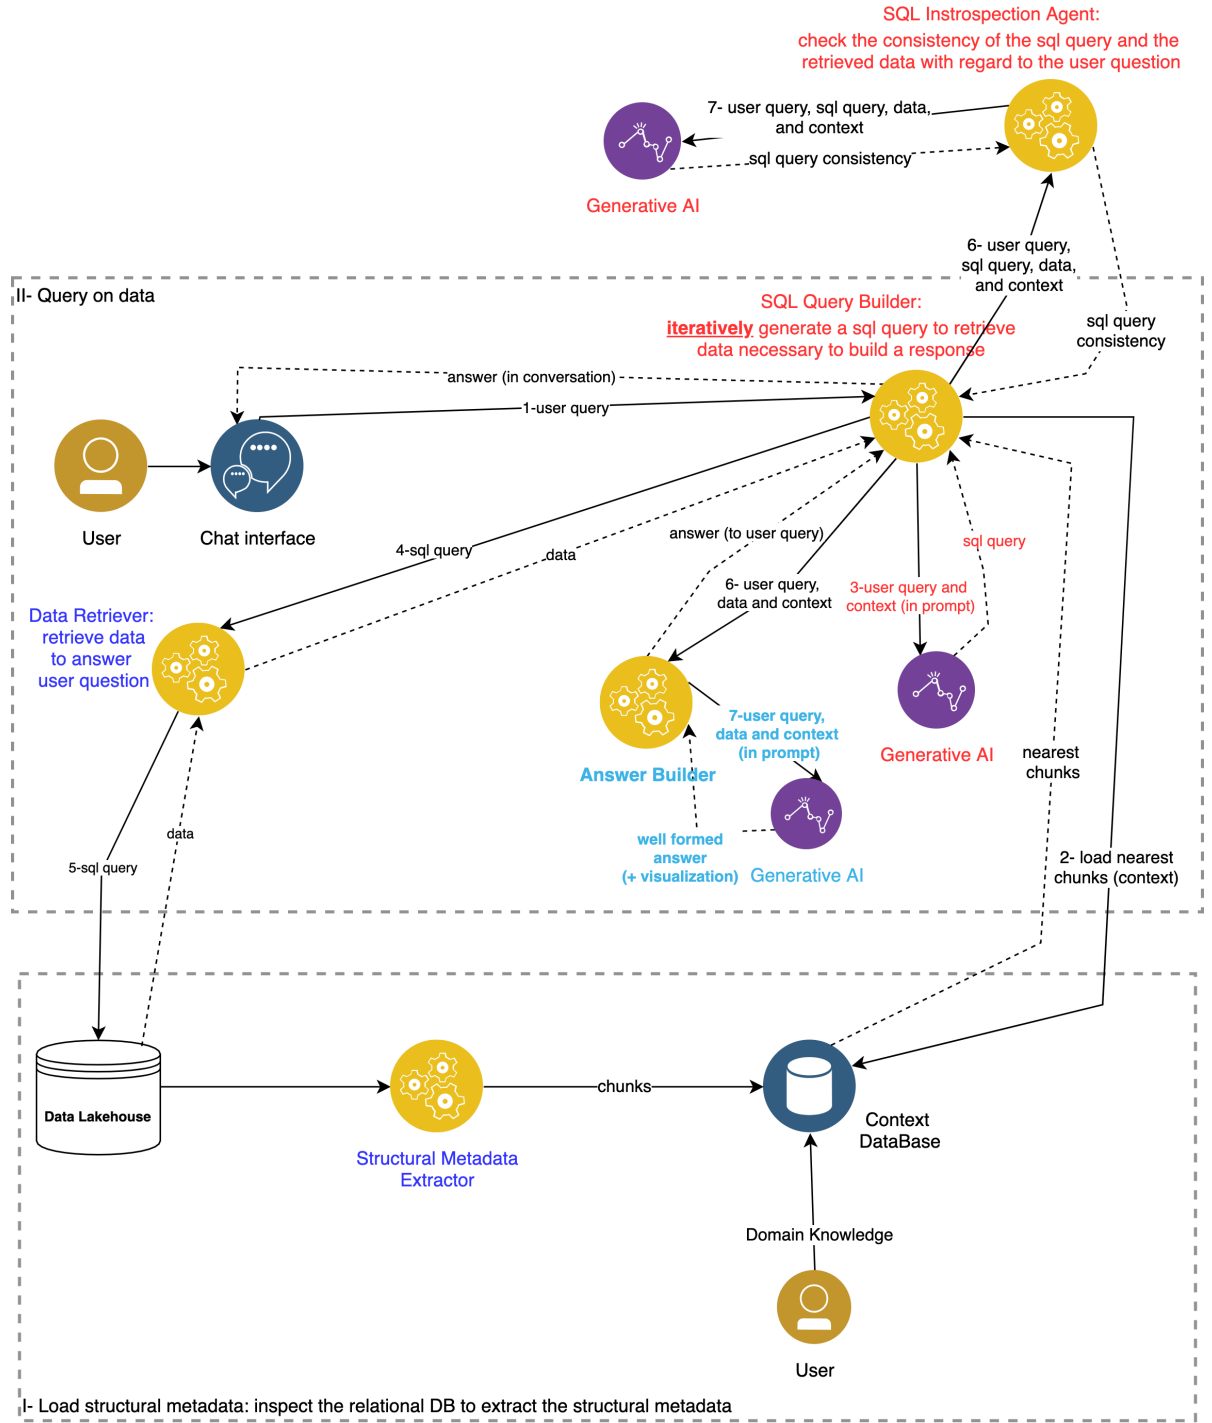 SQL Instrospection Agent:
check the consistency of the sql query and the
retrieved data with regard to the user question
7- user query, sql query, data,
and context
sql query consistency
Generative AI
6- user query,
sql query, data,
and context
II- Query on data
SQL Query Builder:
iteratively generate a sql query to retrieve
data necessary to build a response
sql query
consistency
answer (in conversation)
1-user query
User
Chat interface
4-sql query
data
answer (to user query)
sql query
6- user query,
data and context
3-user query and
context (in prompt)
Data Retriever:
retrieve data
to answer
user question
7-user query,
data and context
(in prompt)
Answer Builder
Generative AI
nearest
chunks
5-sql query
data
well formed
answer
(+ visualization)
Generative AI
2- load nearest
chunks (context)
Data Lakehouse
chunks
Context
DataBase
Structural Metadata
Extractor
Domain Knowledge
User
I- Load structural metadata: inspect the relational DB to extract the structural metadata